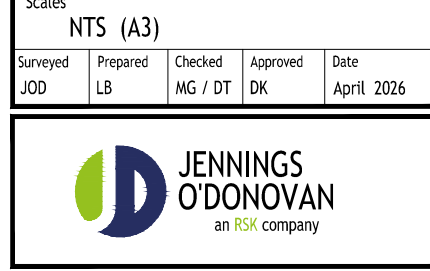 Scales
NTS (A3)
Surveyed Prepared Checked Approved Date
JOD LB MG / DT DK April 2026
JENNINGS
O'DONOVAN
an RSK company